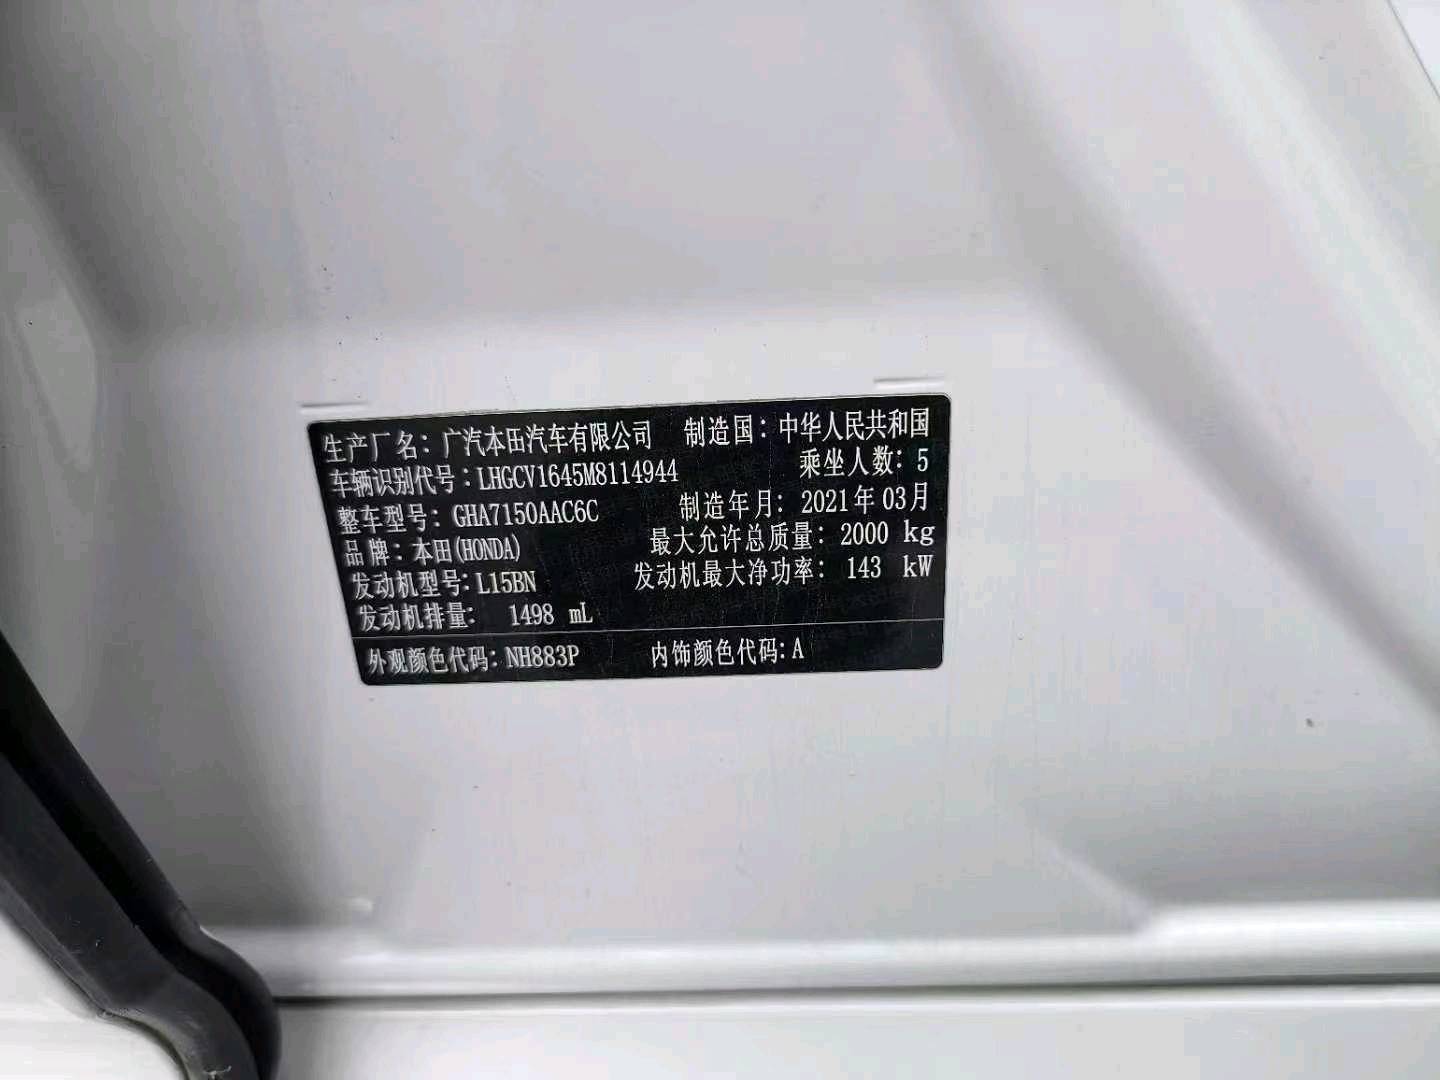 生产厂名：广汽本田汽车有限公司 制造国：中华人民共和国
车辆识别代号：LHGCV1645M8114944 乘坐人数：5
整车型号：GHA7150AAC6C 制造年月：2021年03月
品牌：本田(HONDA) 最大允许总质量：2000 kg
发动机型号：L15BN 发动机最大净功率：143 kW
发动机排量： 1498 mL
外观颜色代码：NH883P 内饰颜色代码：A